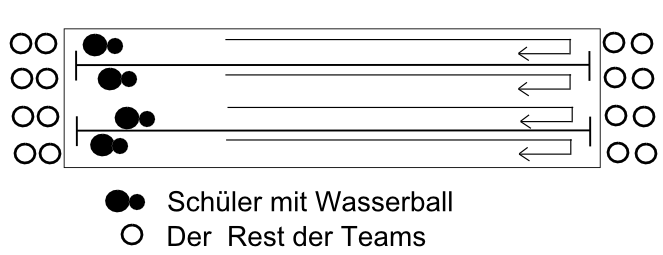 Schüler mit Wasserball
Der Rest der Teams